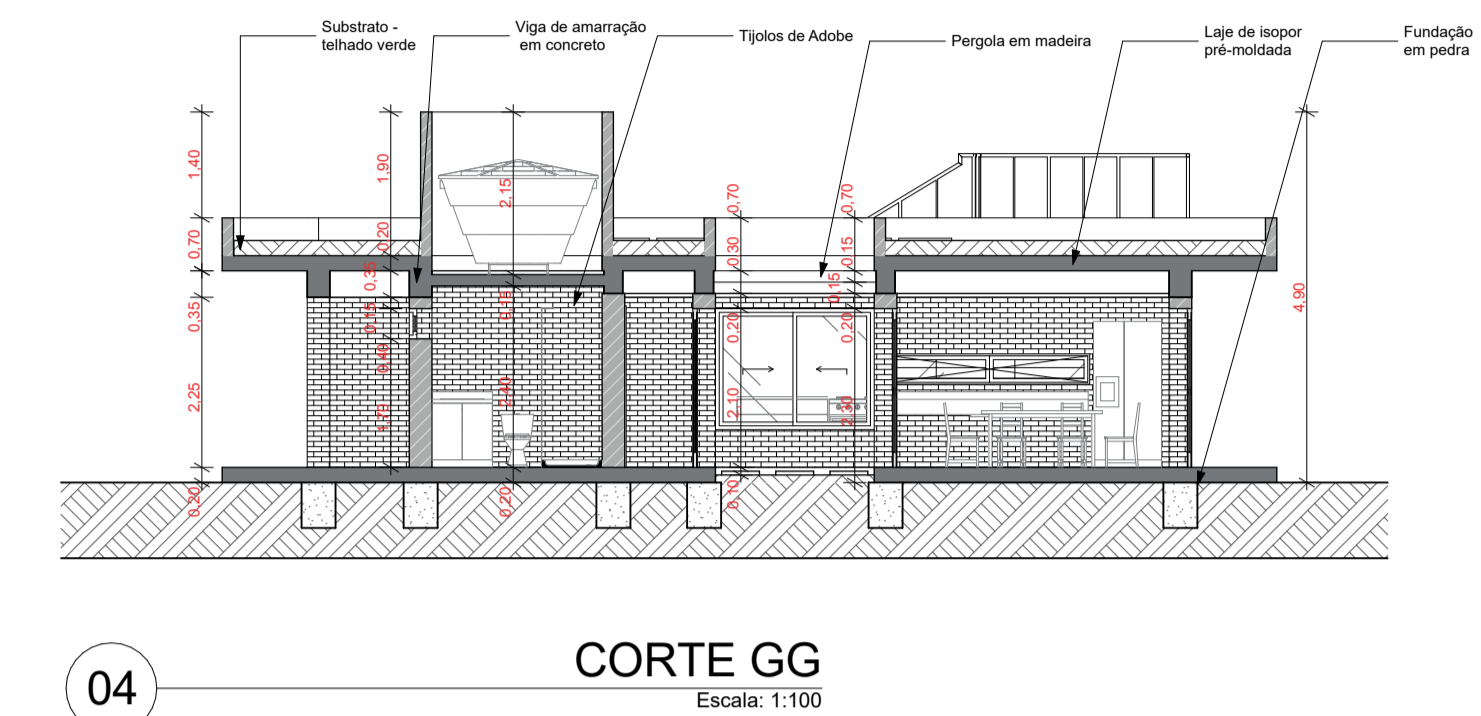 Substrato -
telhado verde
Viga de amarração
em concreto
Tijolos de Adobe
Pergola em madeira
Laje de isopor
pré-moldada
Fundação
em pedra
1,40
0,70
0,35
2,25
0,20
1,90
0,20
0,35
0,15
0,40
1,70
2,15
0,15
2,40
0,20
0,70
0,30
0,20
2,10
0,10
0,70
0,15
0,15
0,20
2,30
4,90
04
CORTE GG
Escala: 1:100